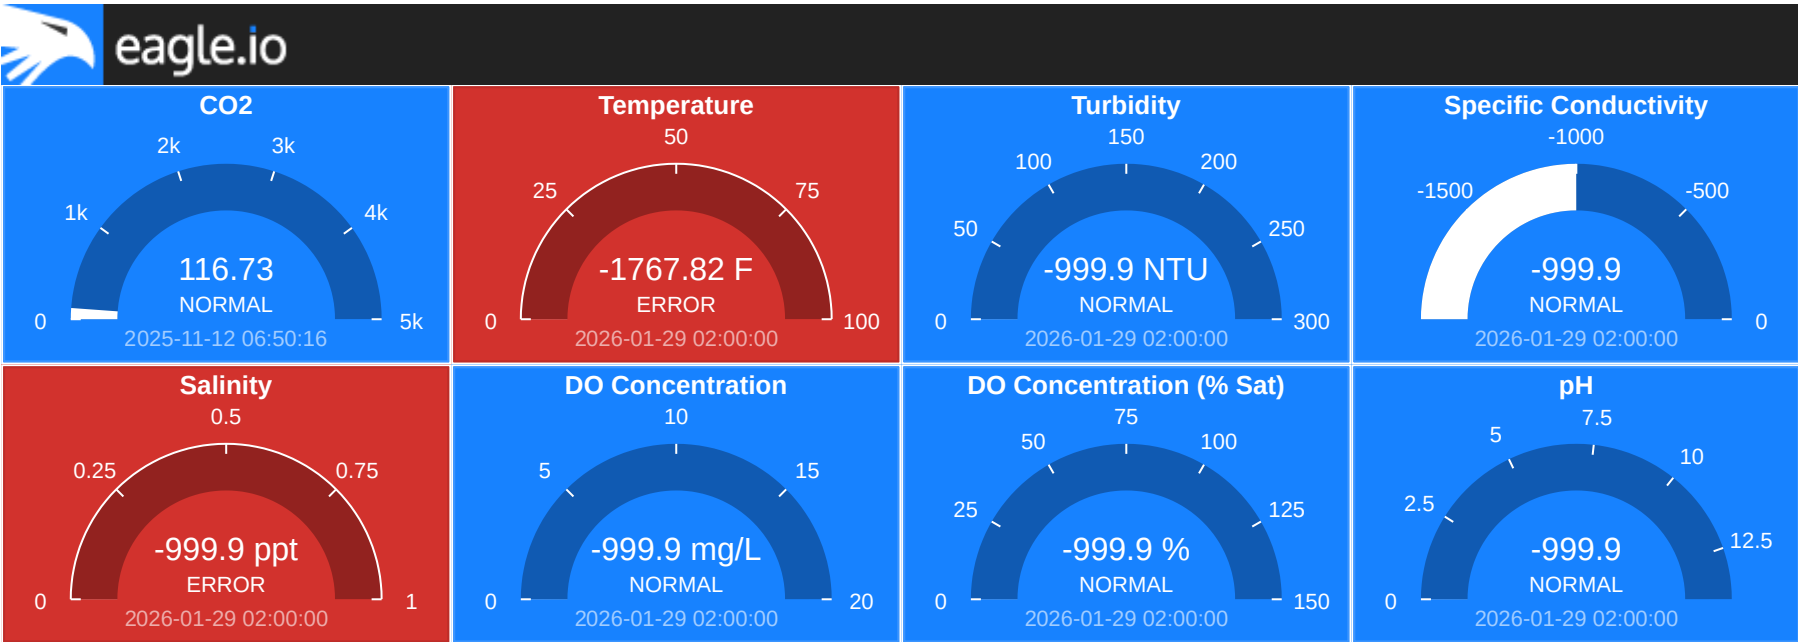 eagle.io
CO2
0
1k
2k
3k
4k
5k
116.73
NORMAL
2025-11-12 06:50:16
Temperature
0
25
50
75
100
-1767.82 F
ERROR
2026-01-29 02:00:00
Turbidity
0
50
100
150
200
250
300
-999.9 NTU
NORMAL
2026-01-29 02:00:00
Specific Conductivity
-1500
-1000
-500
0
-999.9
NORMAL
2026-01-29 02:00:00
Salinity
0
0.25
0.5
0.75
1
-999.9 ppt
ERROR
2026-01-29 02:00:00
DO Concentration
0
5
10
15
20
-999.9 mg/L
NORMAL
2026-01-29 02:00:00
DO Concentration (% Sat)
0
25
50
75
100
125
150
-999.9 %
NORMAL
2026-01-29 02:00:00
pH
0
2.5
5
7.5
10
12.5
-999.9
NORMAL
2026-01-29 02:00:00